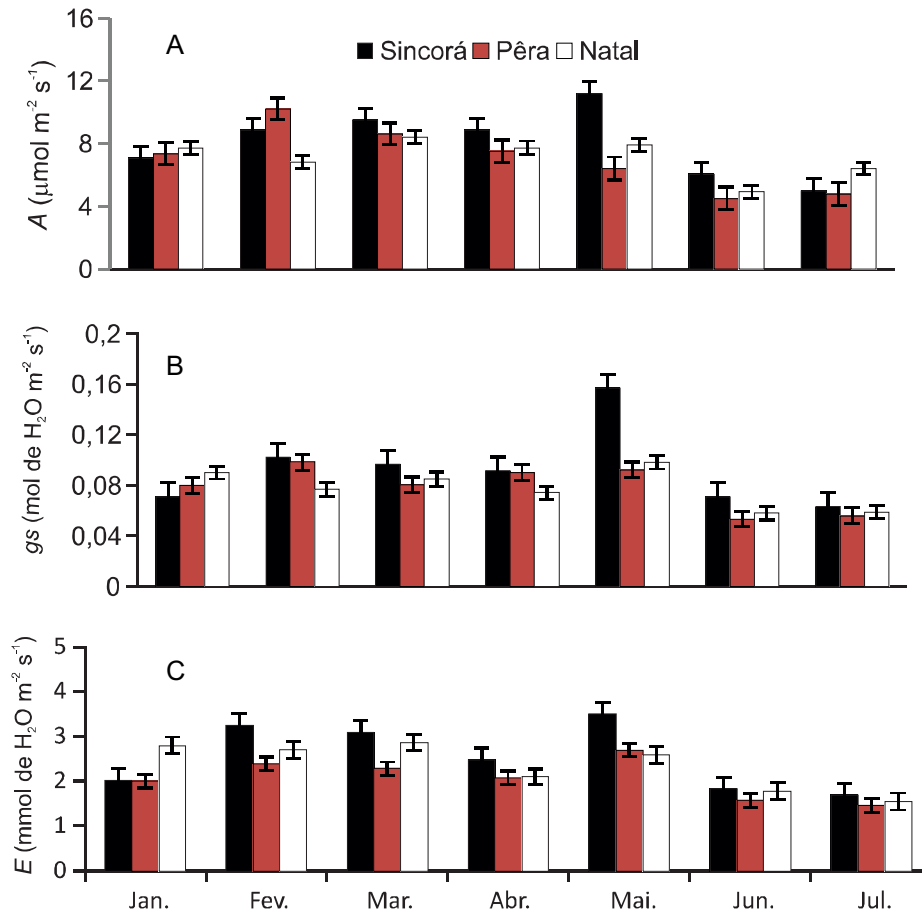 A
Sincorá Pêra Natal
A (μmol m⁻² s⁻¹)
16
12
8
4
0
B
gs (mol de H₂O m⁻² s⁻¹)
0,2
0,16
0,12
0,08
0,04
0
C
E (mmol de H₂O m⁻² s⁻¹)
5
4
3
2
1
0
Jan. Fev. Mar. Abr. Mai. Jun. Jul.